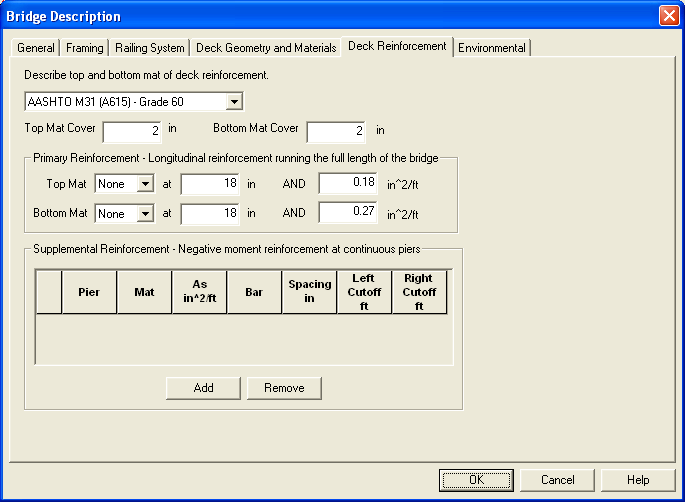 Bridge Description
General Framing Railing System Deck Geometry and Materials Deck Reinforcement Environmental
Describe top and bottom mat of deck reinforcement.
AASHTO M31 (A615) - Grade 60
Top Mat Cover 2 in Bottom Mat Cover 2 in
Primary Reinforcement - Longitudinal reinforcement running the full length of the bridge
Top Mat None at 18 in AND 0.18 in^2/ft
Bottom Mat None at 18 in AND 0.27 in^2/ft
Supplemental Reinforcement - Negative moment reinforcement at continuous piers
Pier Mat As in^2/ft Bar Spacing in Left Cutoff ft Right Cutoff ft
Add Remove
OK Cancel Help